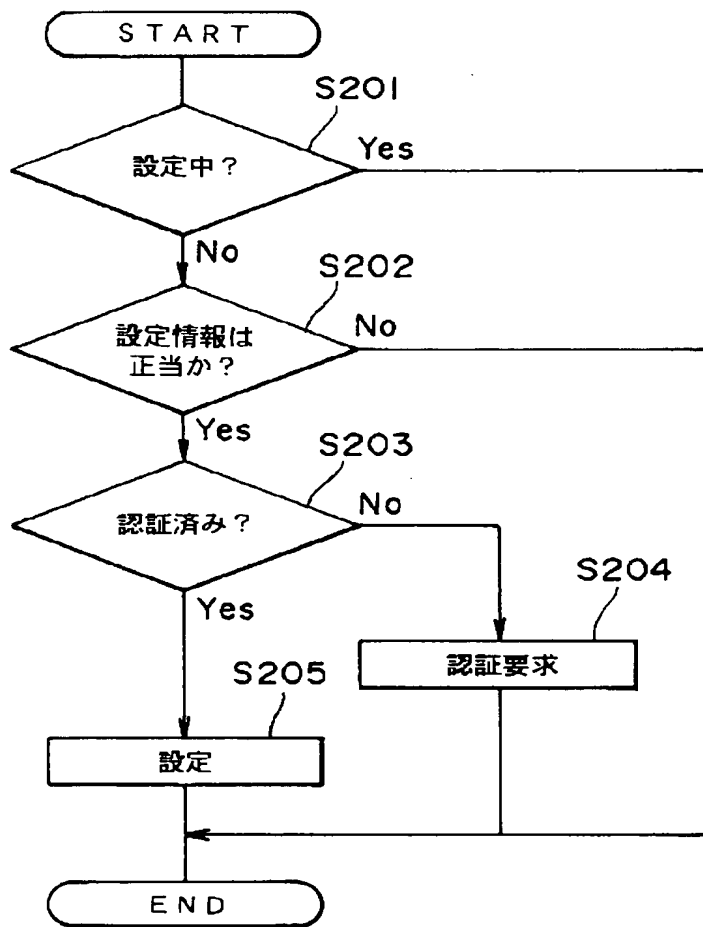 START
S201
設定中？
Yes
No
S202
設定情報は
正当か？
No
Yes
S203
認証済み？
No
Yes
S204
認証要求
S205
設定
END